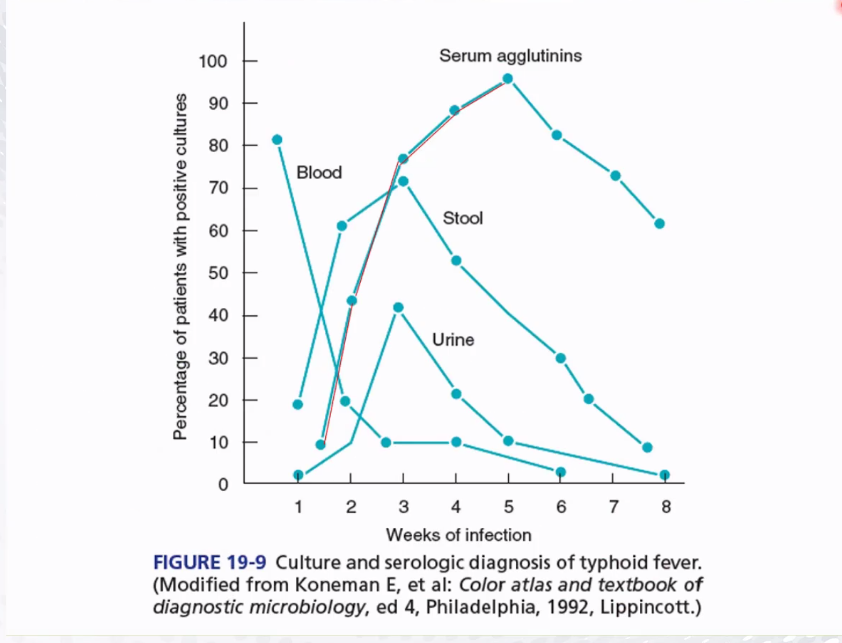 Serum agglutinins
Blood
Stool
Urine
Percentage of patients with positive cultures
100
90
80
70
60
50
40
30
20
10
0
1 2 3 4 5 6 7 8
Weeks of infection
FIGURE 19-9 Culture and serologic diagnosis of typhoid fever.
(Modified from Koneman E, et al: Color atlas and textbook of
diagnostic microbiology, ed 4, Philadelphia, 1992, Lippincott.)